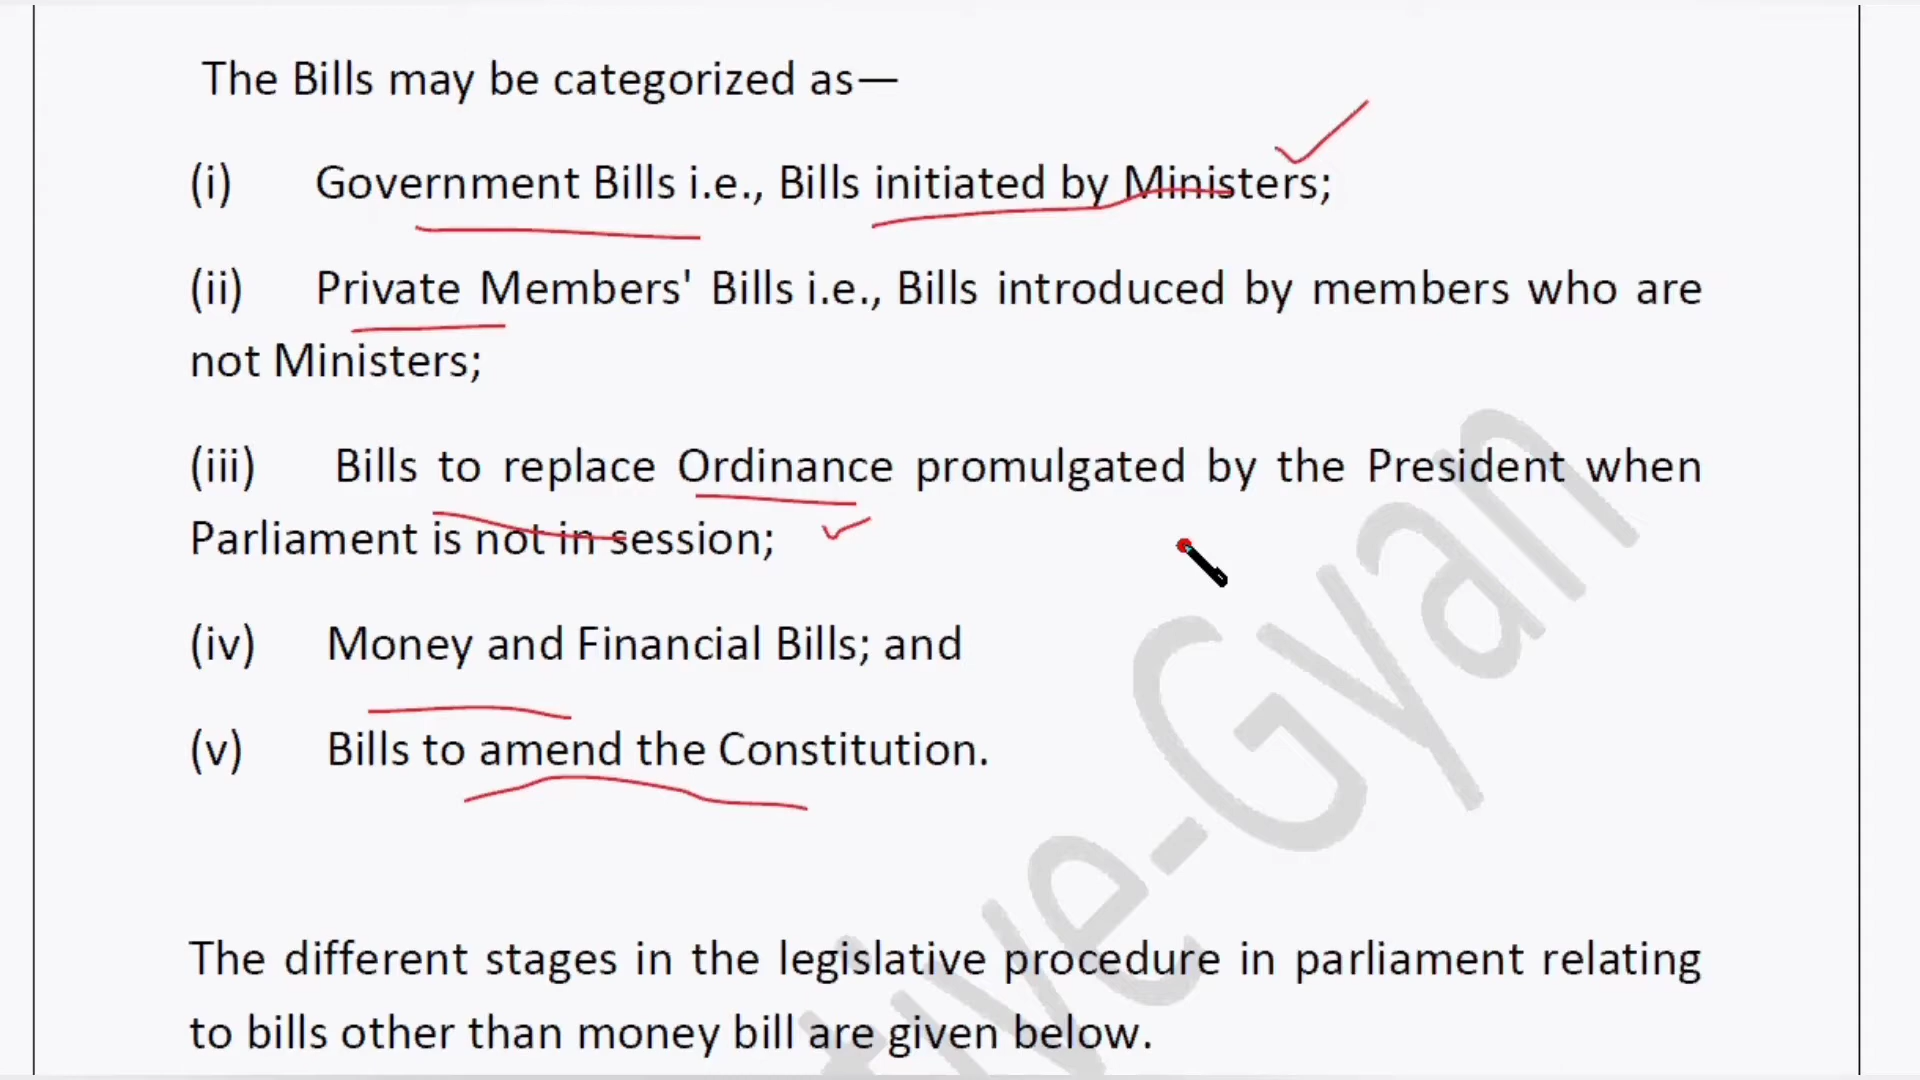 The Bills may be categorized as—
(i) Government Bills i.e., Bills initiated by Ministers;
(ii) Private Members' Bills i.e., Bills introduced by members who are
not Ministers;
(iii) Bills to replace Ordinance promulgated by the President when
Parliament is not in session;
(iv) Money and Financial Bills; and
(v) Bills to amend the Constitution.
The different stages in the legislative procedure in parliament relating
to bills other than money bill are given below.
tive-Gyan